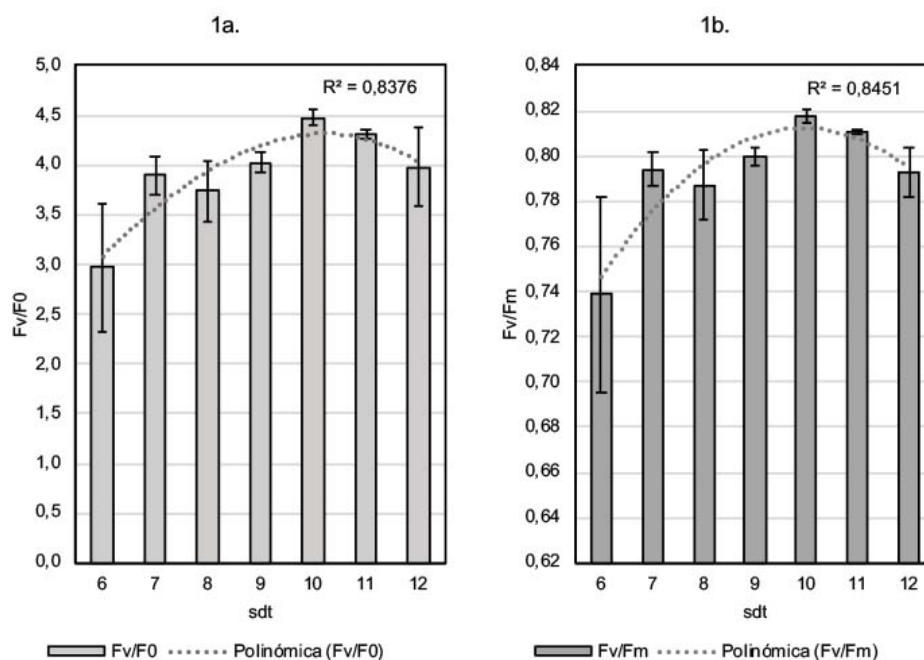 1a.
R² = 0,8376
5,0
4,5
4,0
3,5
3,0
2,5
2,0
1,5
1,0
0,5
0,0
Fv/F0
6 7 8 9 10 11 12
sdt
Fv/F0 Polinómica (Fv/F0)
1b.
R² = 0,8451
0,84
0,82
0,80
0,78
0,76
0,74
0,72
0,70
0,68
0,66
0,64
0,62
Fv/Fm
6 7 8 9 10 11 12
sdt
Fv/Fm Polinómica (Fv/Fm)